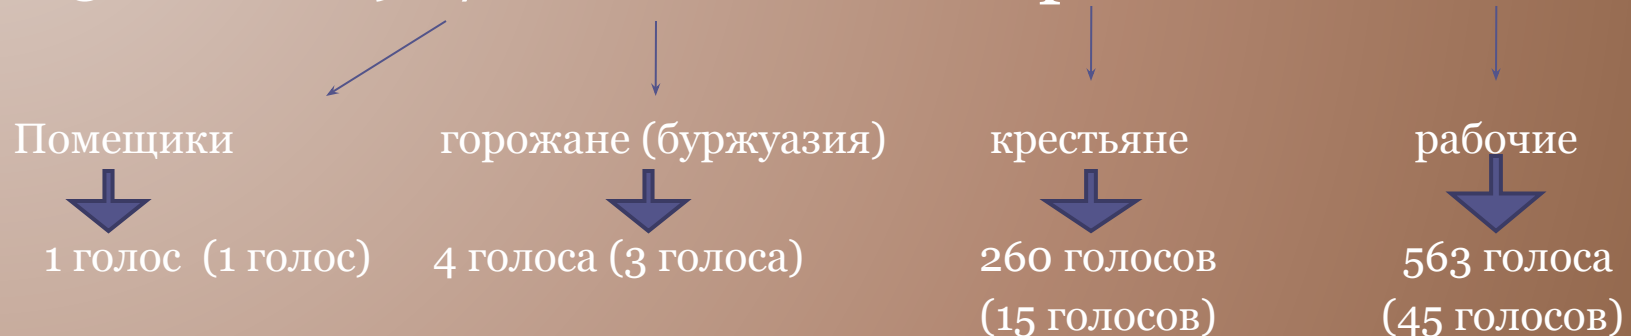 Помещики горожане (буржуазия) крестьяне рабочие
1 голос (1 голос) 4 голоса (3 голоса) 260 голосов 563 голоса
(15 голосов) (45 голосов)